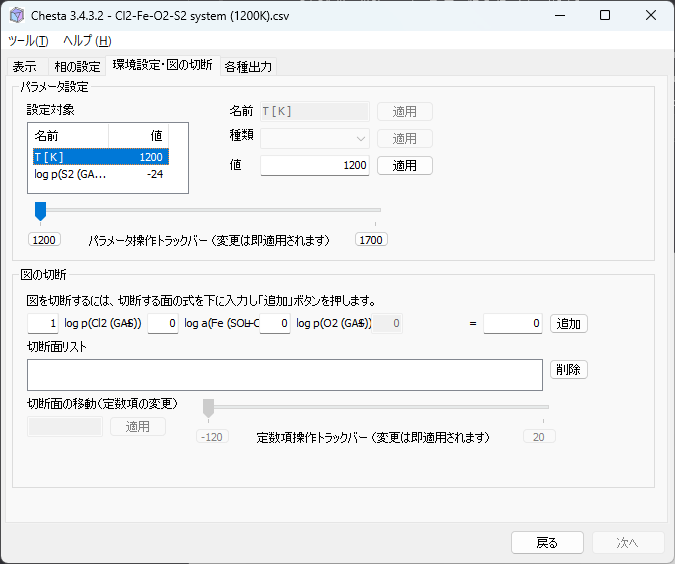 Chesta 3.4.3.2 - Cl2-Fe-O2-S2 system (1200K).csv
ツール(T) ヘルプ (H)
表示 相の設定 環境設定・図の切断 各種出力
パラメータ設定
設定対象
名前 値
T [K] 1200
log p(S2 (GA... -24
名前 T [K] 適用
種類 適用
値 1200 適用
1200 パラメータ操作トラックバー (変更は即適用されます) 1700
図の切断
図を切断するには、切断する面の式を下に入力し「追加」ボタンを押します。
1 log p(Cl2 (GAS)) 0 log a(Fe (SOL-C 0 log p(O2 (GAS)) 0 = 0 追加
切断面リスト
削除
切断面の移動(定数項の変更)
適用
-120 定数項操作トラックバー (変更は即適用されます) 20
戻る 次へ